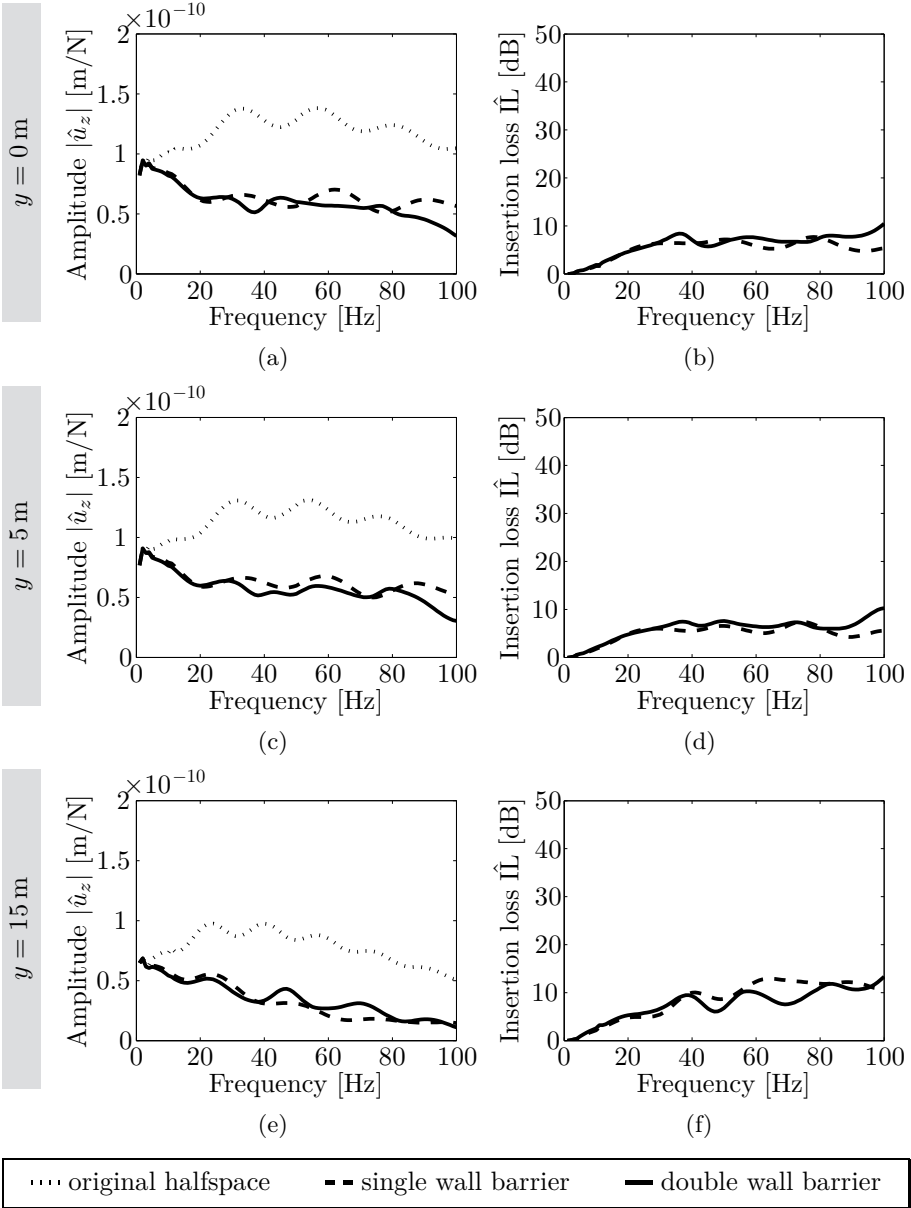 y = 0 m
×10⁻¹⁰
Amplitude |û_z| [m/N]
2
1.5
1
0.5
0
0 20 40 60 80 100
Frequency [Hz]
(a)
Insertion loss ÎL [dB]
50
40
30
20
10
0
0 20 40 60 80 100
Frequency [Hz]
(b)
y = 5 m
×10⁻¹⁰
Amplitude |û_z| [m/N]
2
1.5
1
0.5
0
0 20 40 60 80 100
Frequency [Hz]
(c)
Insertion loss ÎL [dB]
50
40
30
20
10
0
0 20 40 60 80 100
Frequency [Hz]
(d)
y = 15 m
×10⁻¹⁰
Amplitude |û_z| [m/N]
2
1.5
1
0.5
0
0 20 40 60 80 100
Frequency [Hz]
(e)
Insertion loss ÎL [dB]
50
40
30
20
10
0
0 20 40 60 80 100
Frequency [Hz]
(f)
original halfspace single wall barrier double wall barrier